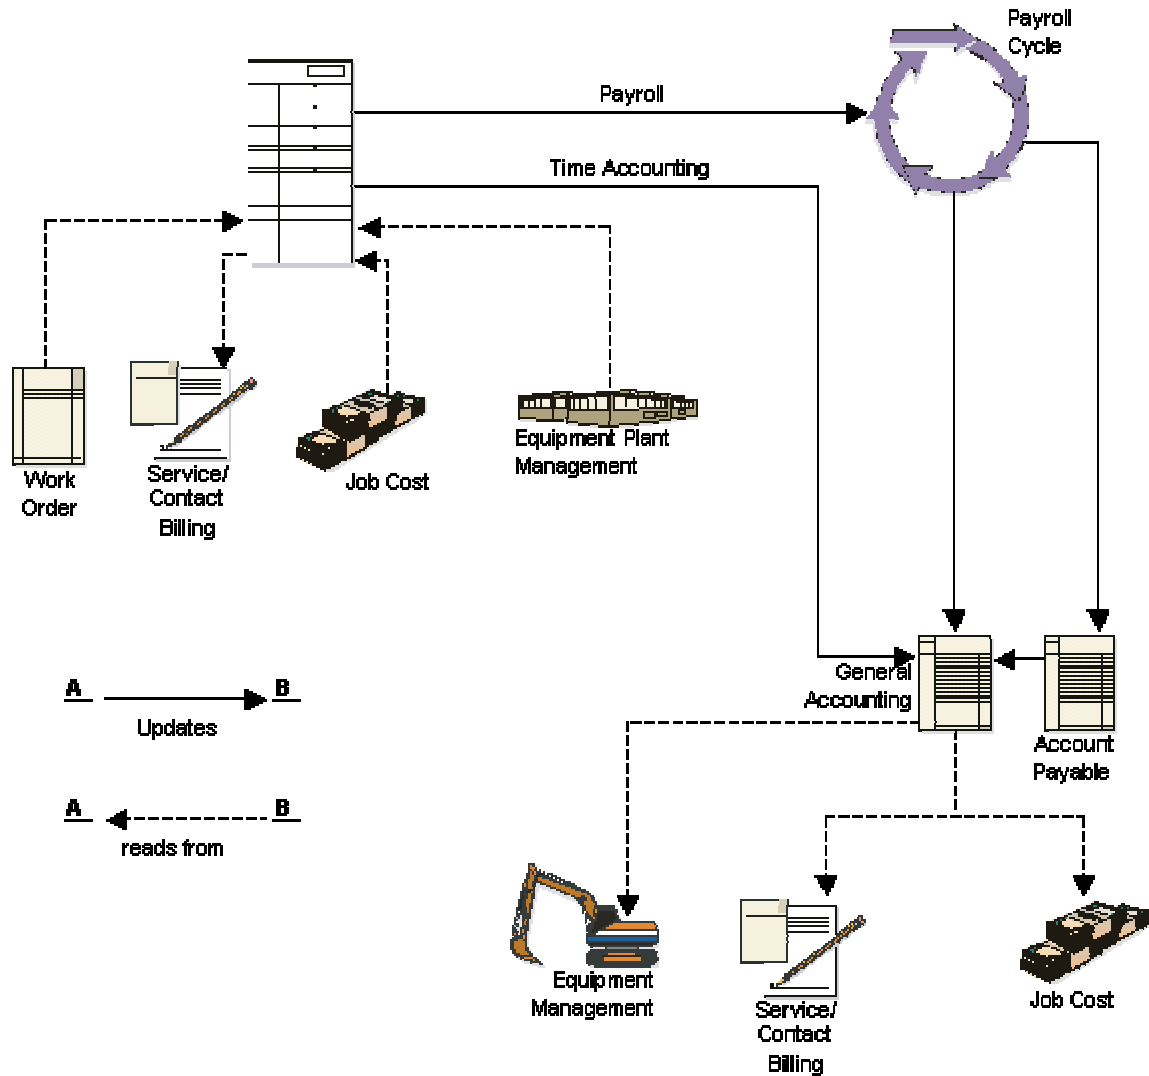 Payroll
Cycle
Payroll
Time Accounting
Work
Order
Service/
Contact
Billing
Job Cost
Equipment Plant
Management
A
B
Updates
A
B
reads from
General
Accounting
Account
Payable
Equipment
Management
Service/
Contact
Billing
Job Cost